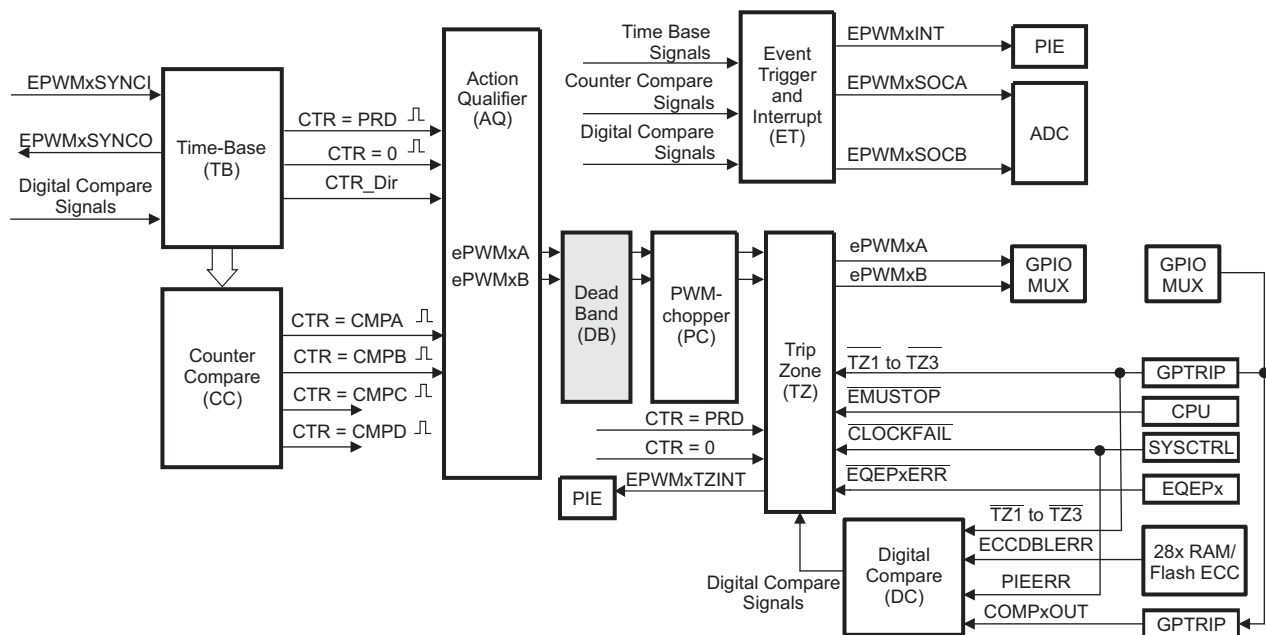 EPWMxSYNCI
EPWMxSYNCO
Digital Compare
Signals
Time-Base
(TB)
CTR = PRD
CTR = 0
CTR_Dir
Counter
Compare
(CC)
CTR = CMPA
CTR = CMPB
CTR = CMPC
CTR = CMPD
Action
Qualifier
(AQ)
ePWMxA
ePWMxB
Time Base
Signals
Counter Compare
Signals
Digital Compare
Signals
Event
Trigger
and
Interrupt
(ET)
EPWMxINT
EPWMxSOCA
EPWMxSOCB
PIE
ADC
Dead
Band
(DB)
PWM-
chopper
(PC)
Trip
Zone
(TZ)
ePWMxA
ePWMxB
GPIO
MUX
GPIO
MUX
TZ1 to TZ3
EMUSTOP
CLOCKFAIL
EQEPxERR
GPTRIP
CPU
SYSCTRL
EQEPx
CTR = PRD
CTR = 0
EPWMxTZINT
PIE
Digital Compare
Signals
Digital
Compare
(DC)
TZ1 to TZ3
ECCDBLERR
PIEERR
COMPxOUT
28x RAM/
Flash ECC
GPTRIP